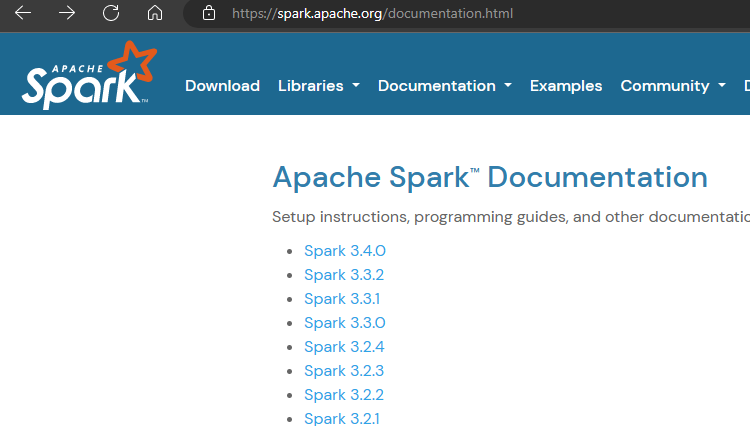 https://spark.apache.org/documentation.html
APACHE
Spark™
Download Libraries Documentation Examples Community
Apache Spark™ Documentation
Setup instructions, programming guides, and other
Spark 3.4.0
Spark 3.3.2
Spark 3.3.1
Spark 3.3.0
Spark 3.2.4
Spark 3.2.3
Spark 3.2.2
Spark 3.2.1